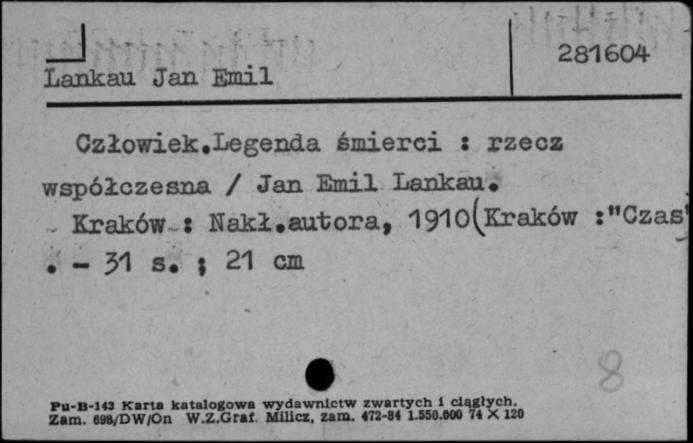 281604
Lankau Jan Emil
Człowiek.Legenda śmierci : rzecz
współczesna / Jan Emil Lankau.
Kraków : Nakł.autora, 1910(Kraków :"Czas"
. - 31 s. ; 21 cm
8
Pu-B-143 Karta katalogowa wydawnictw zwartych i ciągłych.
Zam. 698/DW/On W.Z.Graf. Milicz, zam. 472-84 1.550.000 74 X 120